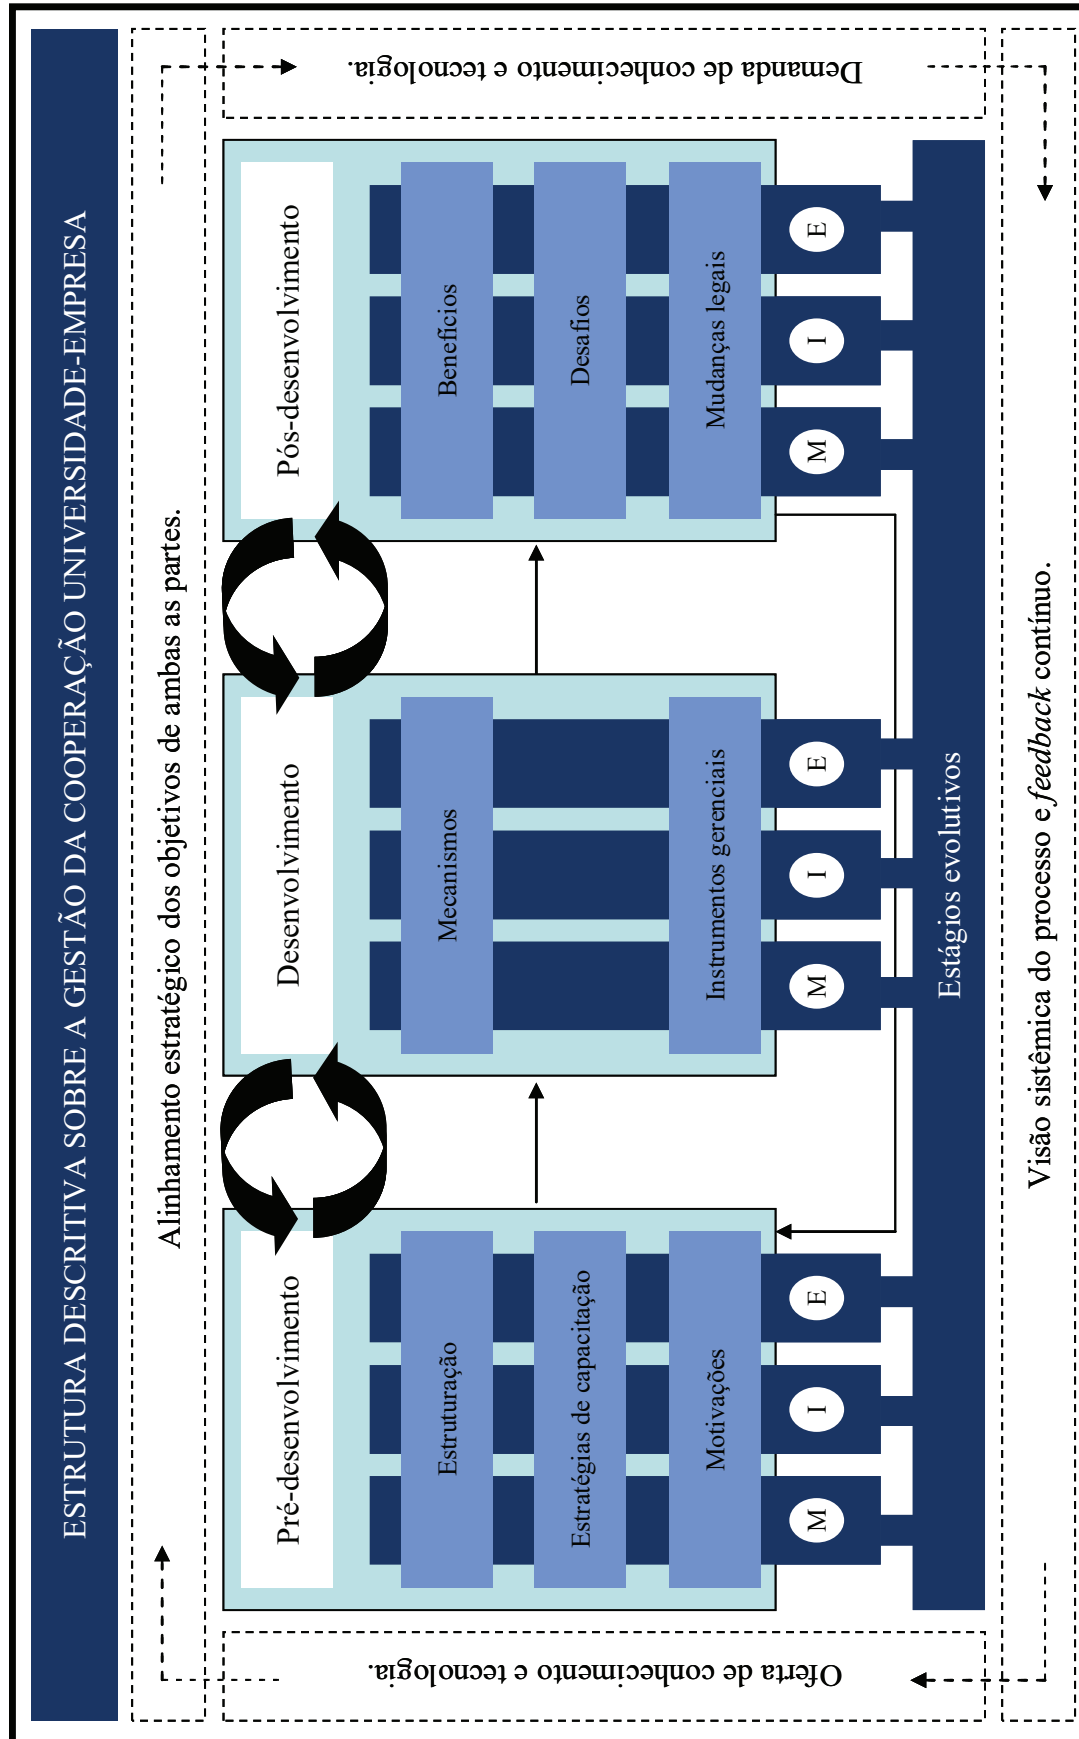 ESTRUTURA DESCRITIVA SOBRE A GESTÃO DA COOPERAÇÃO UNIVERSIDADE-EMPRESA
Alinhamento estratégico dos objetivos de ambas as partes.
Oferta de conhecimento e tecnologia.
Pré-desenvolvimento
Estruturação
Estratégias de capacitação
Motivações
M
I
E
Desenvolvimento
Mecanismos
Instrumentos gerenciais
M
I
E
Pós-desenvolvimento
Benefícios
Desafios
Mudanças legais
M
I
E
Demanda de conhecimento e tecnologia.
Estágios evolutivos
Visão sistêmica do processo e feedback contínuo.